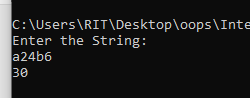 C:\Users\RIT\Desktop\oops\Inte
Enter the String:
a24b6
30